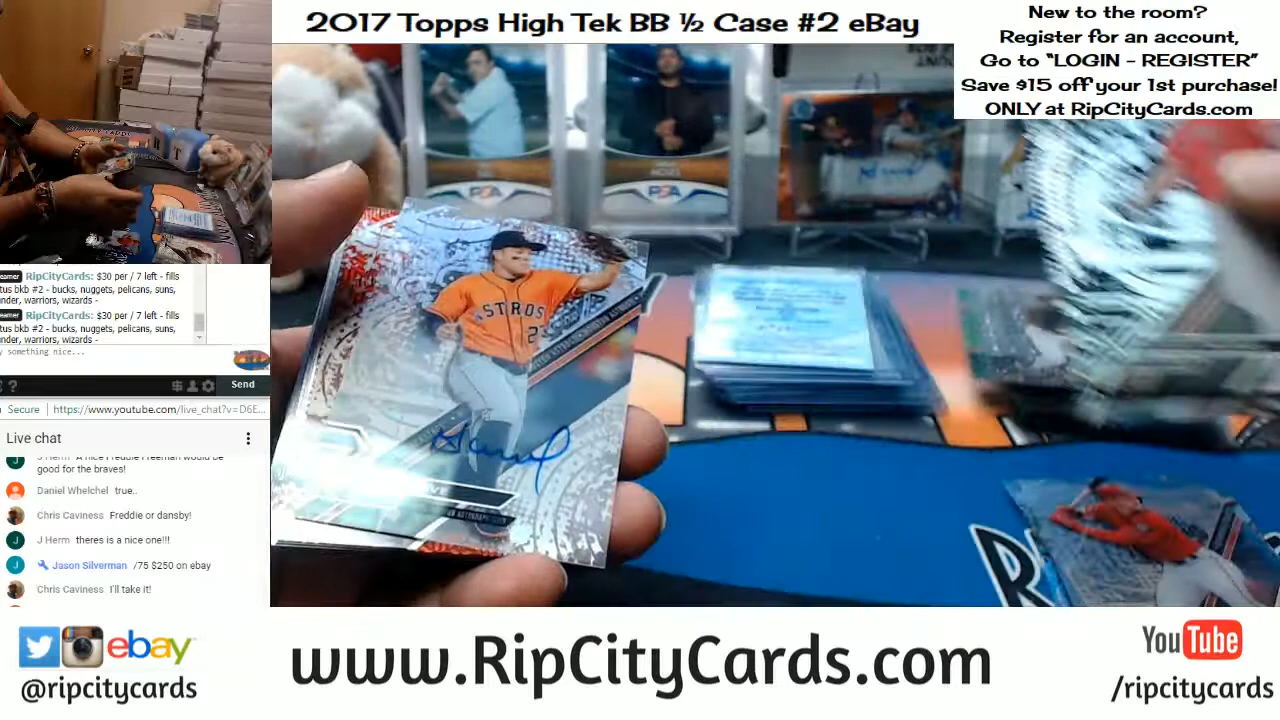 2017 Topps High Tek BB ½ Case #2 eBay
New to the room?
Register for an account,
Go to "LOGIN - REGISTER"
Save $15 off your 1st purchase!
ONLY at RipCityCards.com
PSA
PSA
ASTROS
RipCityCards: $30 per / 7 left - fills
tus bkb #2 - bucks, nuggets, pelicans, suns,
nder, warriors, wizards -
RipCityCards: $30 per / 7 left - fills
tus bkb #2 - bucks, nuggets, pelicans, suns,
nder, warriors, wizards -
y something nice...
?
Send
Secure https://www.youtube.com/live_chat?v=D6E...
Live chat
J Herm A nice Freddie Freeman would be
good for the braves!
Daniel Whelchel true..
Chris Caviness Freddie or dansby!
J Herm theres is a nice one!!!
Jason Silverman /75 $250 on ebay
Chris Caviness I'll take it!
ebay
@ripcitycards
www.RipCityCards.com
YouTube
/ripcitycards